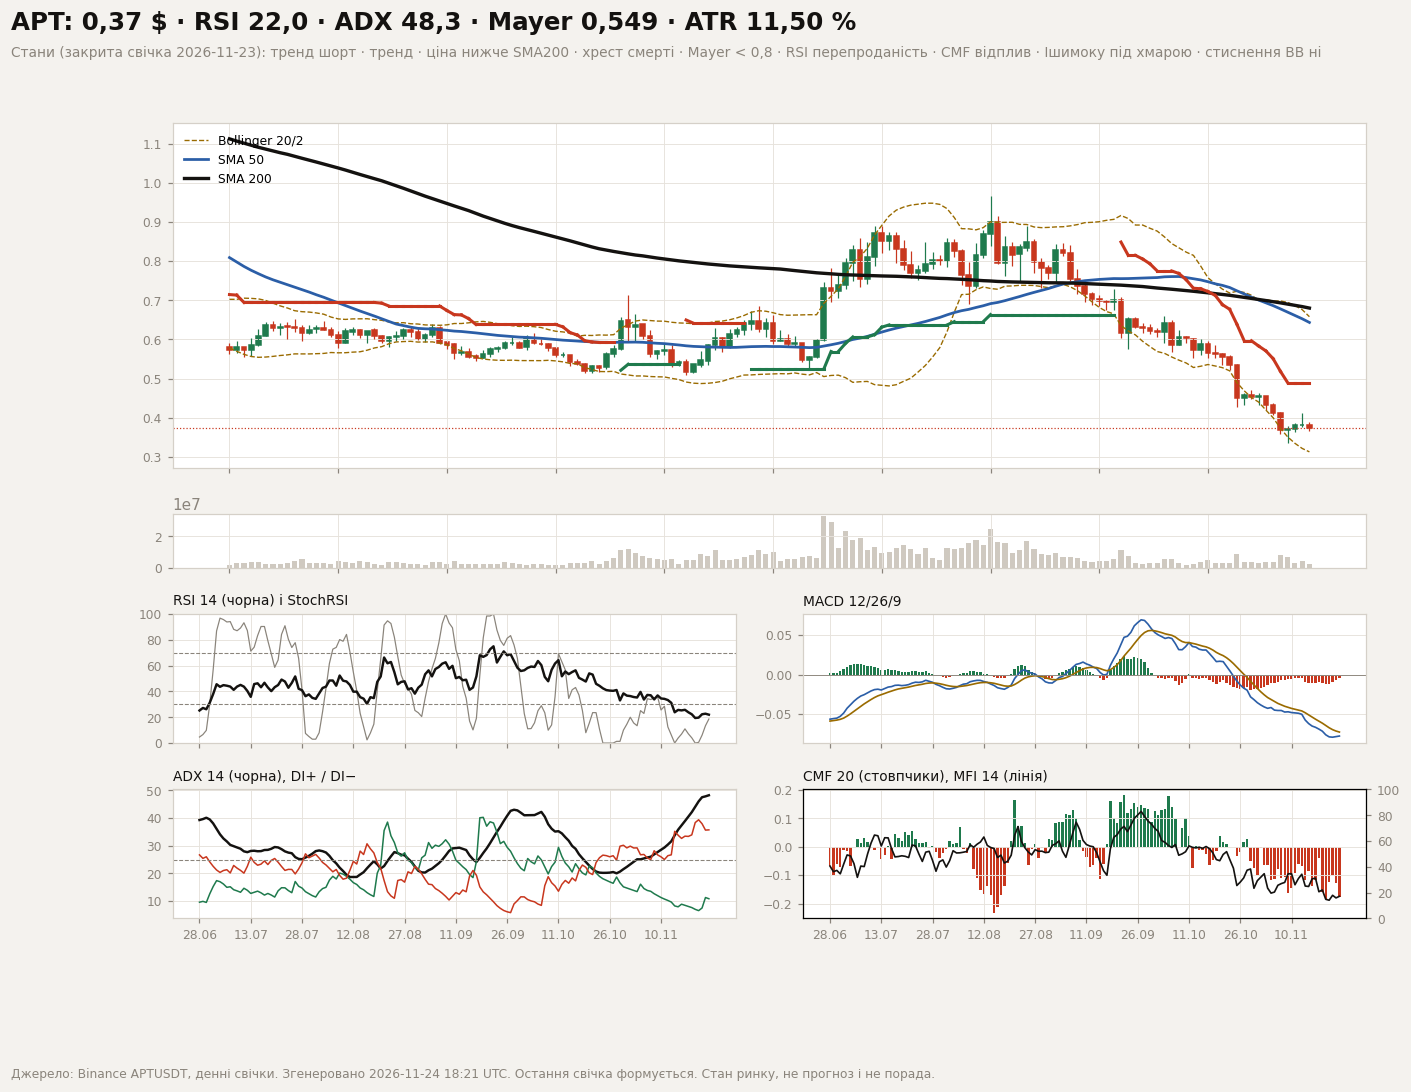 APT: 0,37 $ · RSI 22,0 · ADX 48,3 · Mayer 0,549 · ATR 11,50 %
Стани (закрита свічка 2026-11-23): тренд шорт · тренд · ціна нижче SMA200 · хрест смерті · Mayer < 0,8 · RSI перепроданість · CMF відплив · Ішимоку під хмарою · стиснення BB ні
Bollinger 20/2
SMA 50
SMA 200
1.1
1.0
0.9
0.8
0.7
0.6
0.5
0.4
0.3
1e7
2
0
RSI 14 (чорна) і StochRSI
100
80
60
40
20
0
MACD 12/26/9
0.05
0.00
−0.05
ADX 14 (чорна), DI+ / DI−
50
40
30
20
10
28.06 13.07 28.07 12.08 27.08 11.09 26.09 11.10 26.10 10.11
CMF 20 (стовпчики), MFI 14 (лінія)
0.2
0.1
0.0
−0.1
−0.2
100
80
60
40
20
0
28.06 13.07 28.07 12.08 27.08 11.09 26.09 11.10 26.10 10.11
Джерело: Binance APTUSDT, денні свічки. Згенеровано 2026-11-24 18:21 UTC. Остання свічка формується. Стан ринку, не прогноз і не порада.